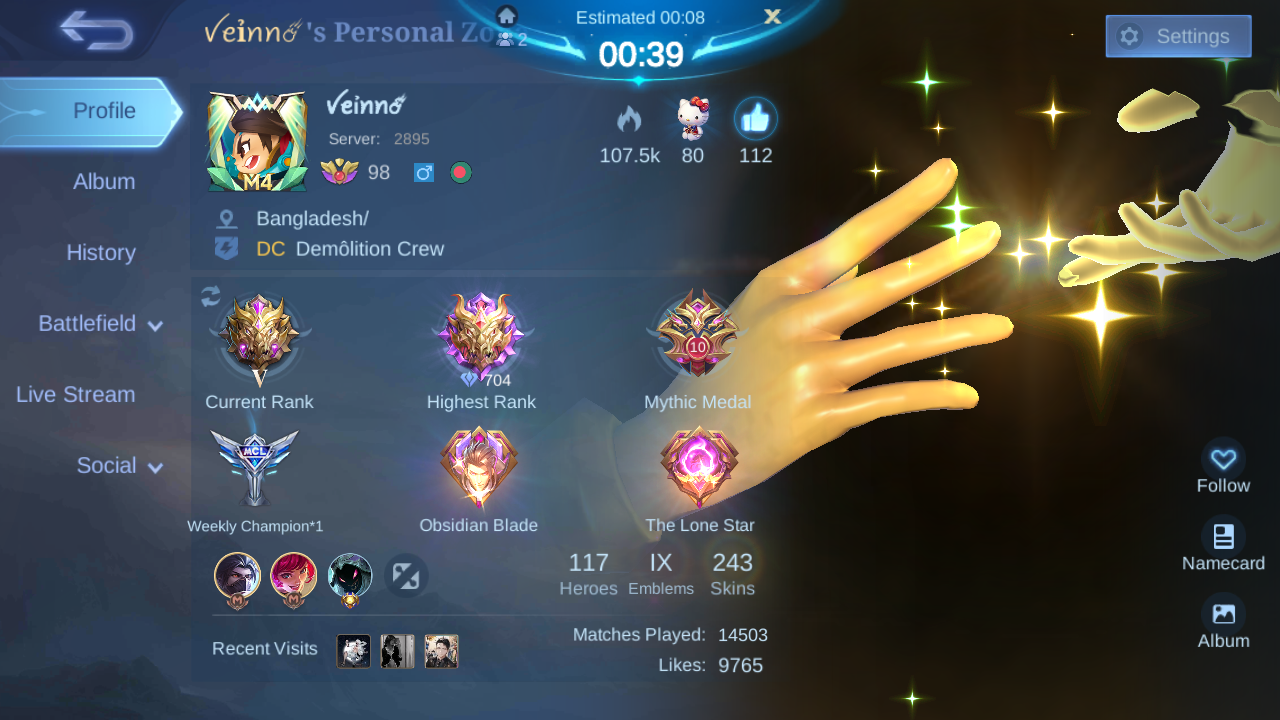 Veinno's Personal Zo
2
Estimated 00:08
X
00:39
Settings
Profile
Album
History
Battlefield
Live Stream
Social
M4
Veinno
Server: 2895
98
107.5k
80
112
Bangladesh/
DC Demôlition Crew
V
Current Rank
704
Highest Rank
10
Mythic Medal
MCL
Weekly Champion*1
Obsidian Blade
The Lone Star
117
Heroes
IX
Emblems
243
Skins
Recent Visits
Matches Played: 14503
Likes: 9765
Follow
Namecard
Album